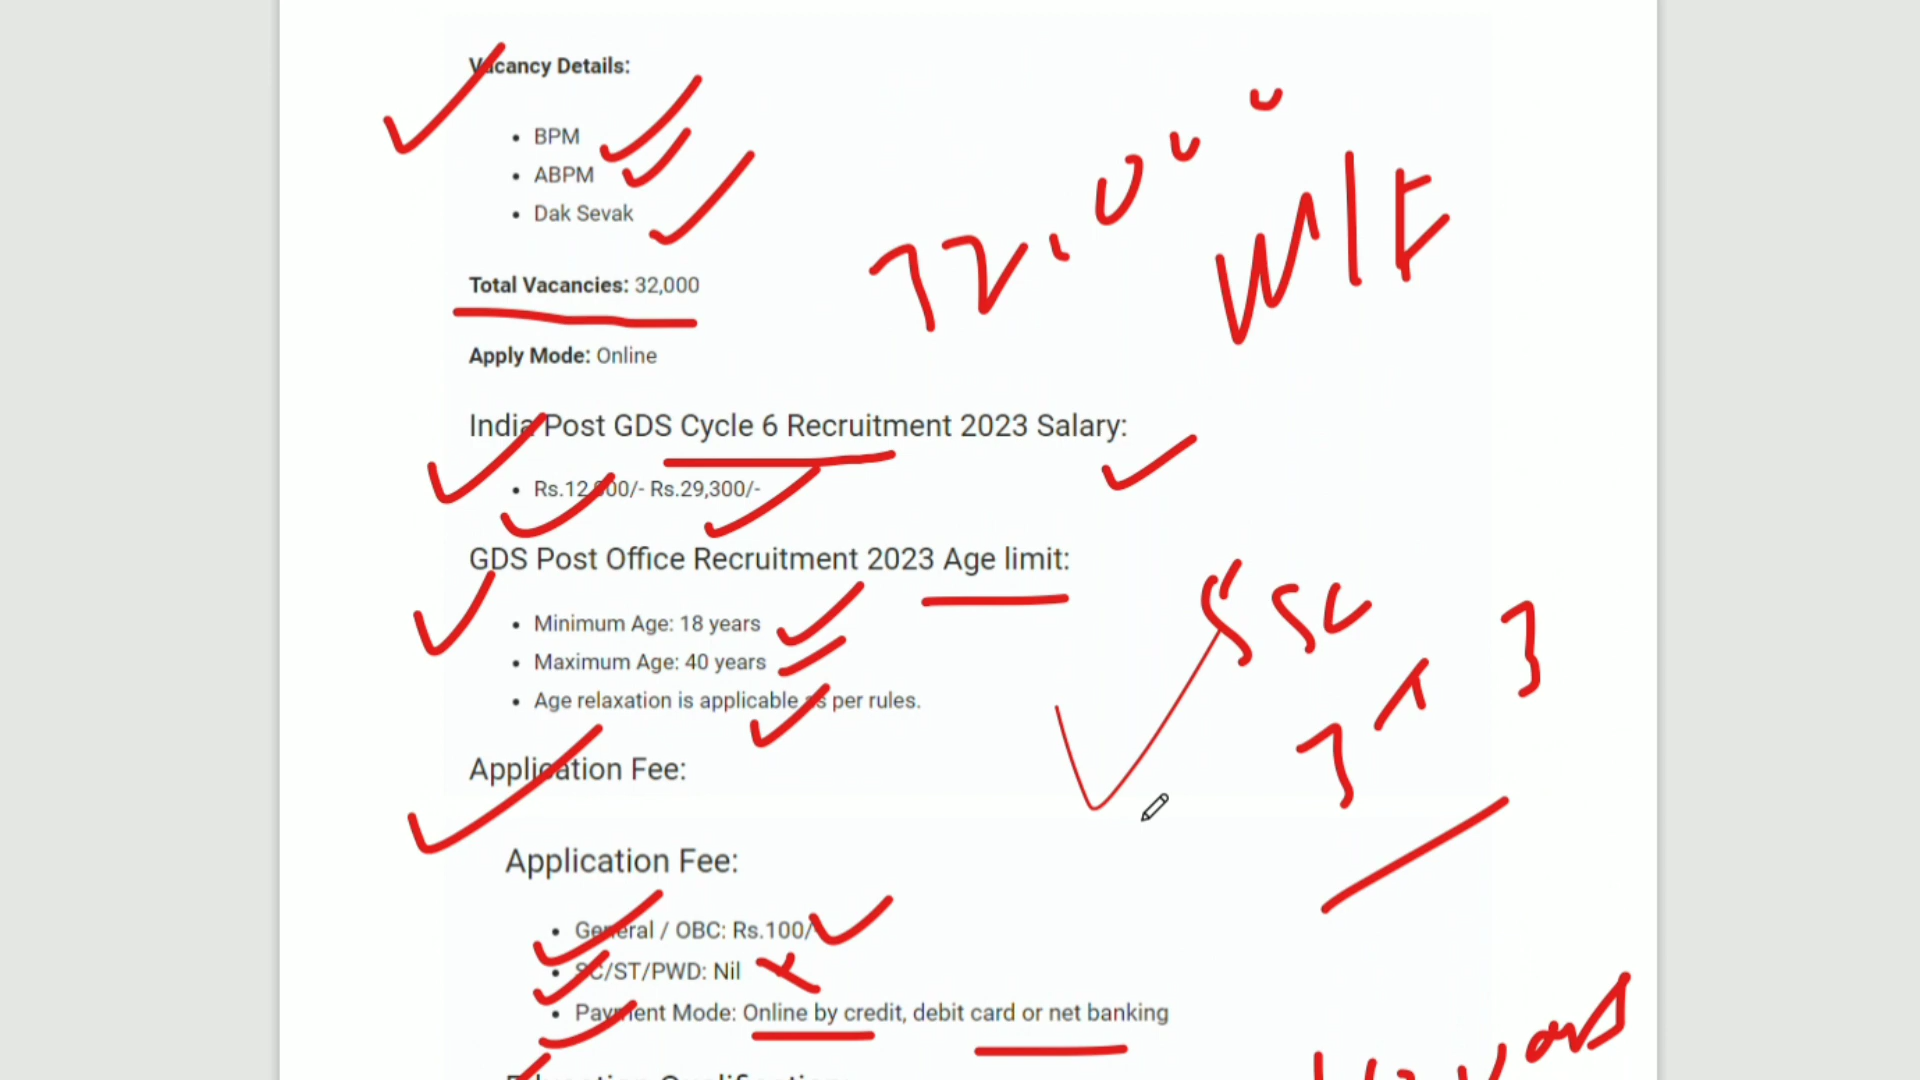 Vacancy Details:
BPM
ABPM
Dak Sevak
Total Vacancies: 32,000
Apply Mode: Online
India Post GDS Cycle 6 Recruitment 2023 Salary:
Rs.12,000/- Rs.29,300/-
GDS Post Office Recruitment 2023 Age limit:
Minimum Age: 18 years
Maximum Age: 40 years
Age relaxation is applicable as per rules.
Application Fee:
Application Fee:
General / OBC: Rs.100/-
SC/ST/PWD: Nil
Payment Mode: Online by credit, debit card or net banking
M/F
SSC